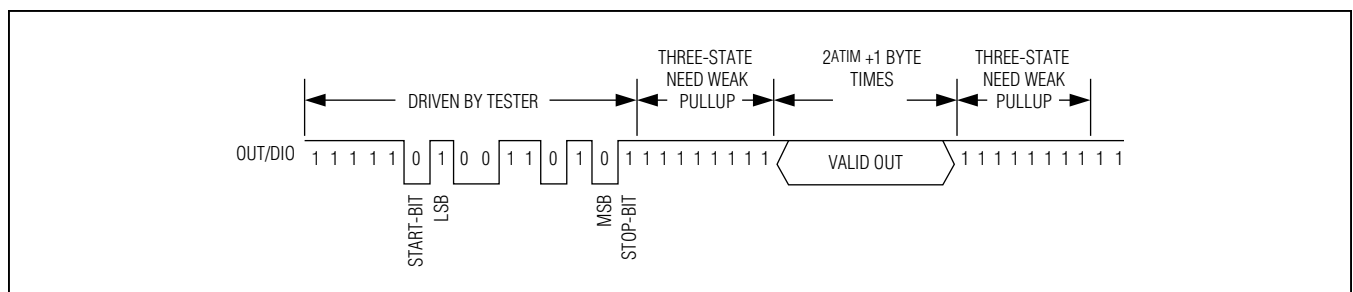 THREE-STATE
NEED WEAK
PULLUP
2ATIM +1 BYTE
TIMES
THREE-STATE
NEED WEAK
PULLUP
DRIVEN BY TESTER
OUT/DIO
1 1 1 1 1 0 1 0 0 1 1 0 1 0 1 1 1 1 1 1 1 1 VALID OUT 1 1 1 1 1 1 1 1 1 1
START-BIT
LSB
MSB
STOP-BIT